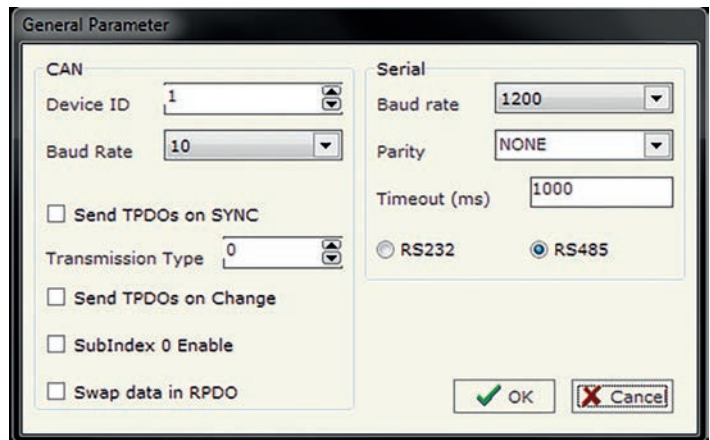 General Parameter
CAN
Device ID 1
Baud Rate 10
Send TPDOs on SYNC
Transmission Type 0
Send TPDOs on Change
SubIndex 0 Enable
Swap data in RPDO
Serial
Baud rate 1200
Parity NONE
Timeout (ms) 1000
RS232 RS485
OK Cancel